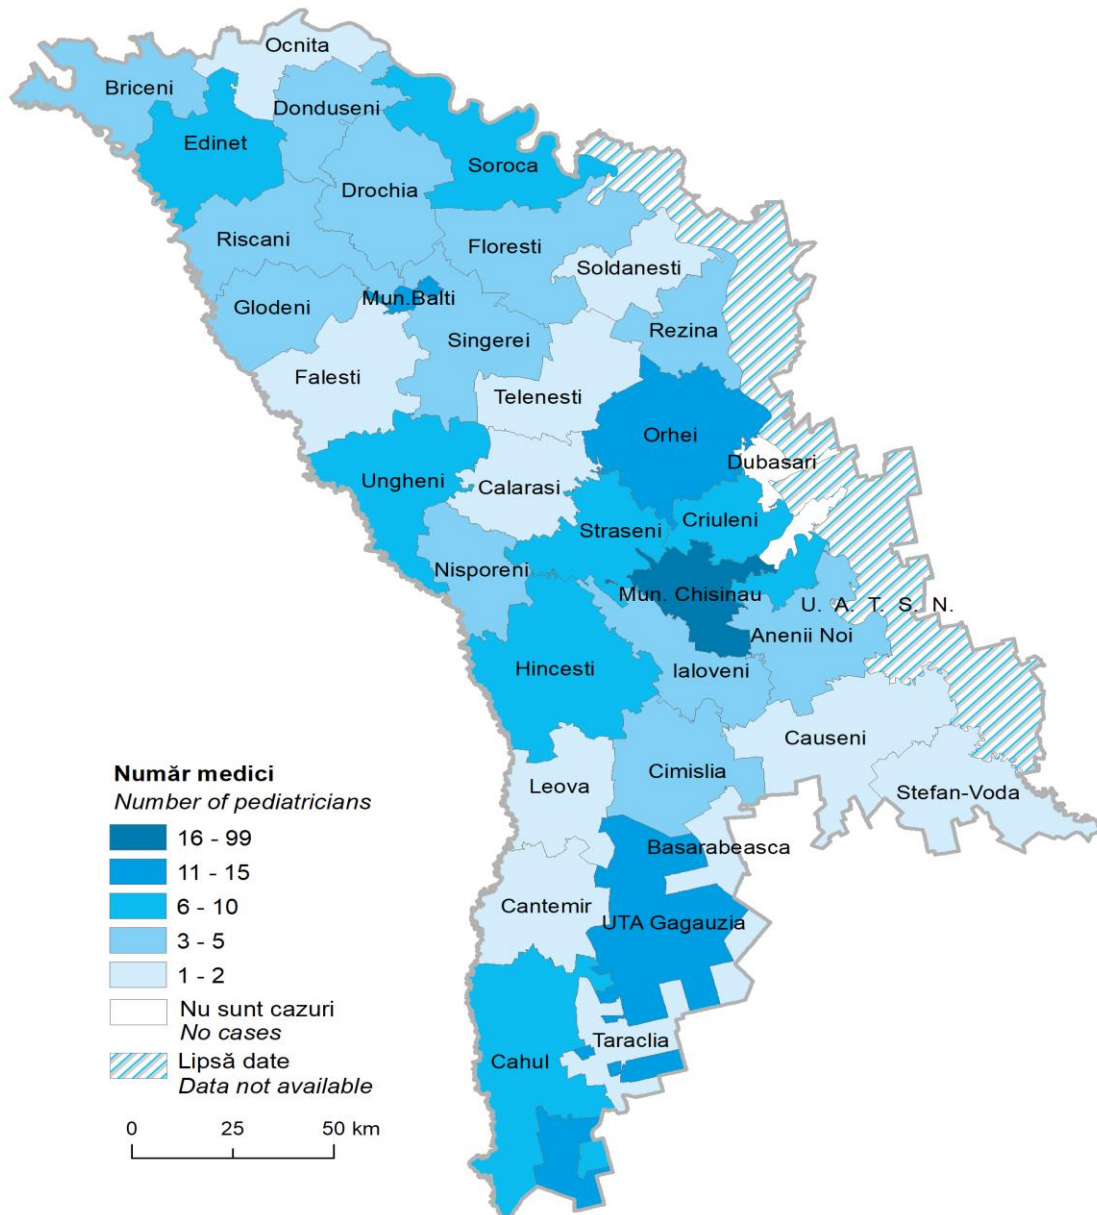 Ocnita
Briceni
Donduseni
Edinet
Soroca
Drochia
Riscani
Floresti
Soldanesti
Glodeni
Mun.Balti
Rezina
Singerei
Falesti
Telenesti
Orhei
Dubasari
Ungheni
Calarasi
Criuleni
Straseni
Nisporeni
Mun. Chisinau
U. A. T. S. N.
Anenii Noi
Hincesti
Ialoveni
Causeni
Cimislia
Leova
Stefan-Voda
Basarabeasca
Cantemir
UTA Gagauzia
Taraclia
Cahul
Număr medici
Number of pediatricians
16 - 99
11 - 15
6 - 10
3 - 5
1 - 2
Nu sunt cazuri
No cases
Lipsă date
Data not available
0 25 50 km